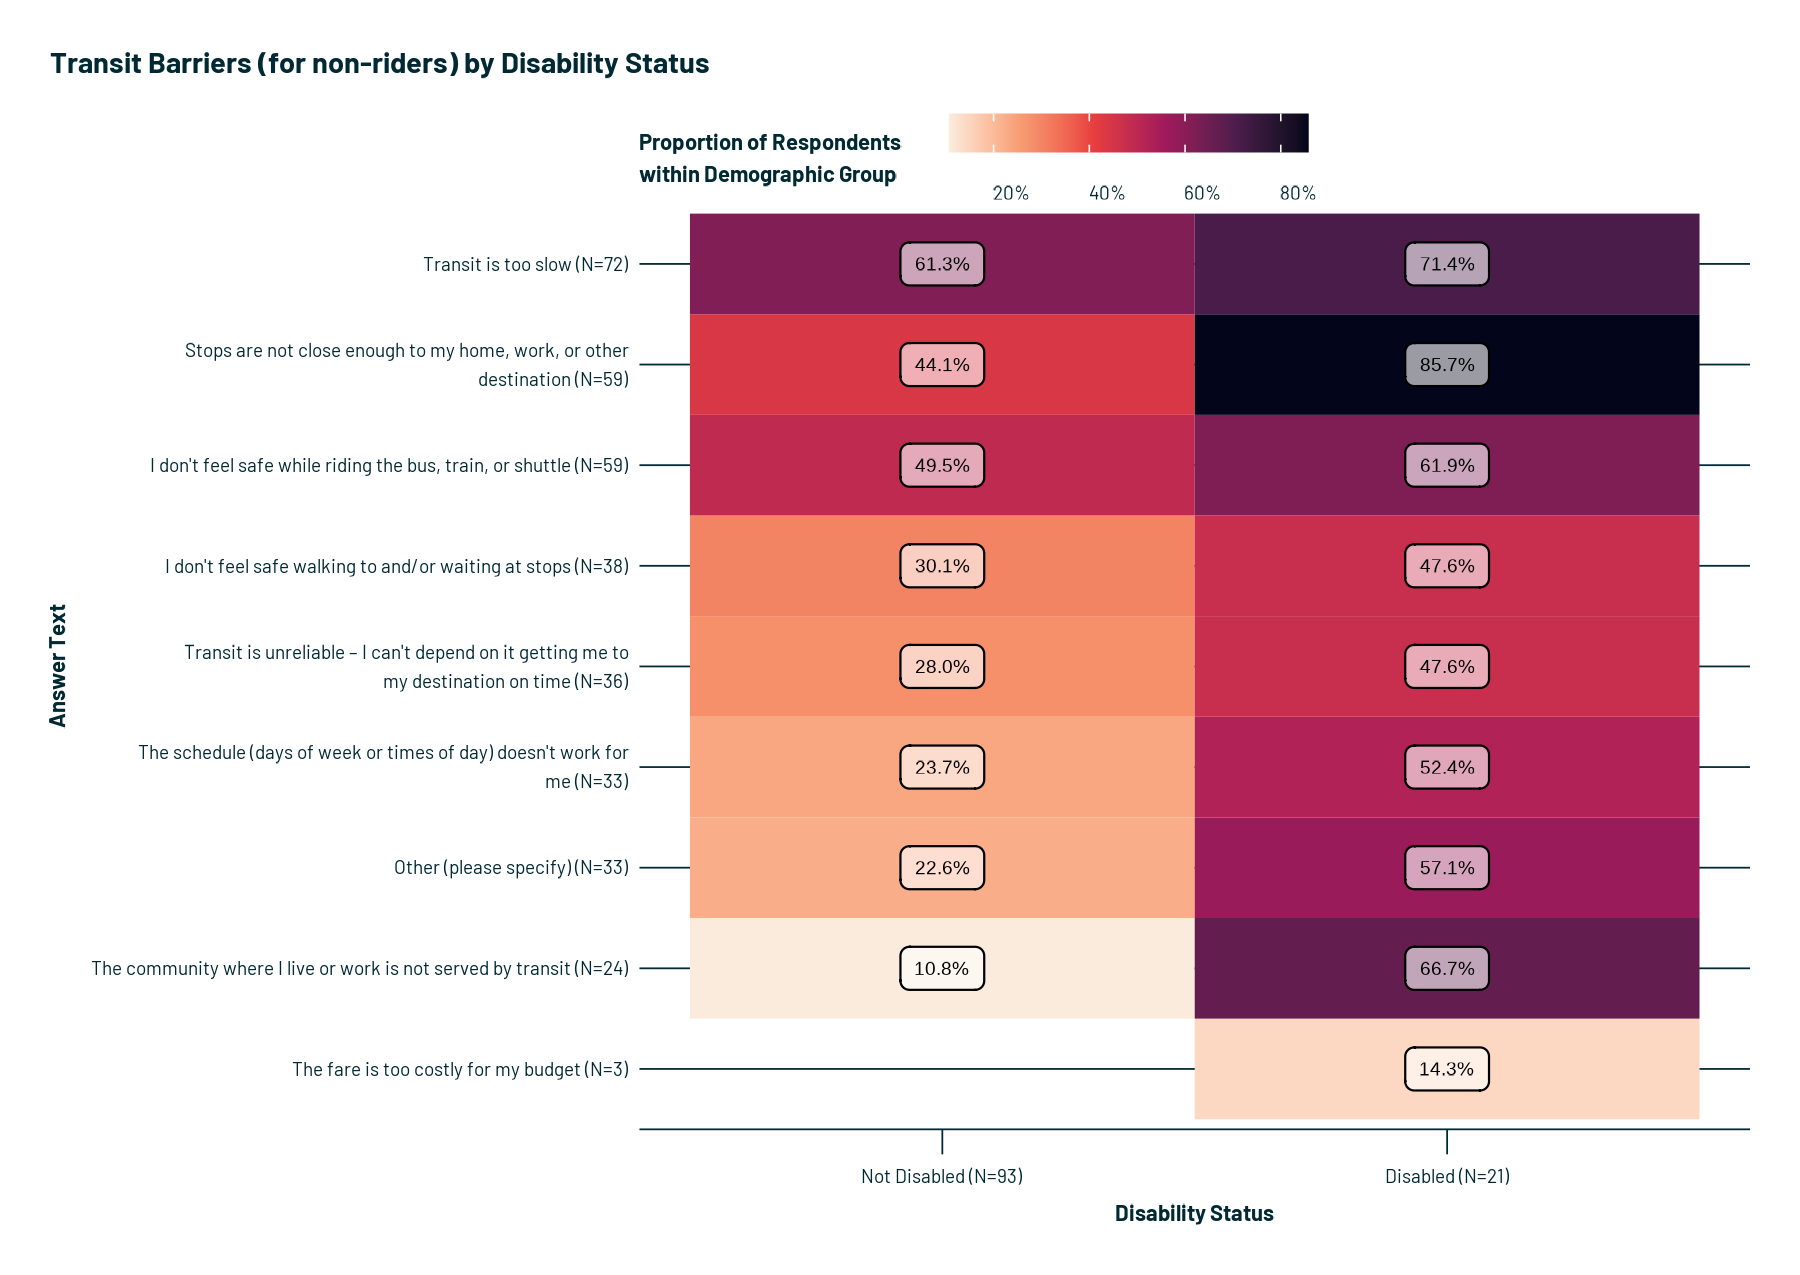 Transit Barriers (for non-riders) by Disability Status
Proportion of Respondents
within Demographic Group
20% 40% 60% 80%
Transit is too slow (N=72)
61.3% 71.4%
Stops are not close enough to my home, work, or other
destination (N=59)
44.1% 85.7%
I don't feel safe while riding the bus, train, or shuttle (N=59)
49.5% 61.9%
I don't feel safe walking to and/or waiting at stops (N=38)
30.1% 47.6%
Transit is unreliable – I can't depend on it getting me to
my destination on time (N=36)
28.0% 47.6%
The schedule (days of week or times of day) doesn't work for
me (N=33)
23.7% 52.4%
Other (please specify) (N=33)
22.6% 57.1%
The community where I live or work is not served by transit (N=24)
10.8% 66.7%
The fare is too costly for my budget (N=3)
14.3%
Answer Text
Not Disabled (N=93) Disabled (N=21)
Disability Status